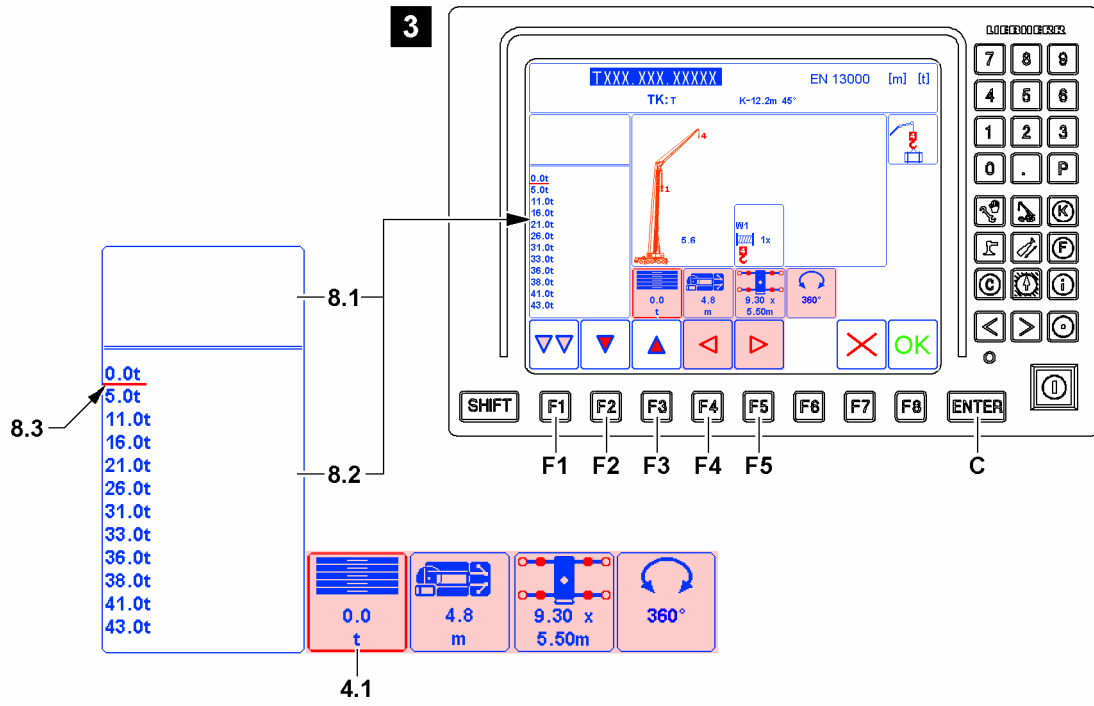 3
LIEBHERR
TXXX.XXX.XXXXX
EN 13000 [m] [t]
TK: T
K-12.2m 45°
4
1
5.6
W1
4
1x
4
0.0t
5.0t
11.0t
16.0t
21.0t
26.0t
31.0t
33.0t
36.0t
38.0t
41.0t
43.0t
0.0
t
4.8
m
9.30 x
5.50m
360°
OK
7 8 9
4 5 6
1 2 3
0 . P
K
F
C i
< >
SHIFT F1 F2 F3 F4 F5 F6 F7 F8 ENTER
F1 F2 F3 F4 F5 C
8.1
8.2
8.3
0.0t
5.0t
11.0t
16.0t
21.0t
26.0t
31.0t
33.0t
36.0t
38.0t
41.0t
43.0t
0.0
t
4.8
m
9.30 x
5.50m
360°
4.1